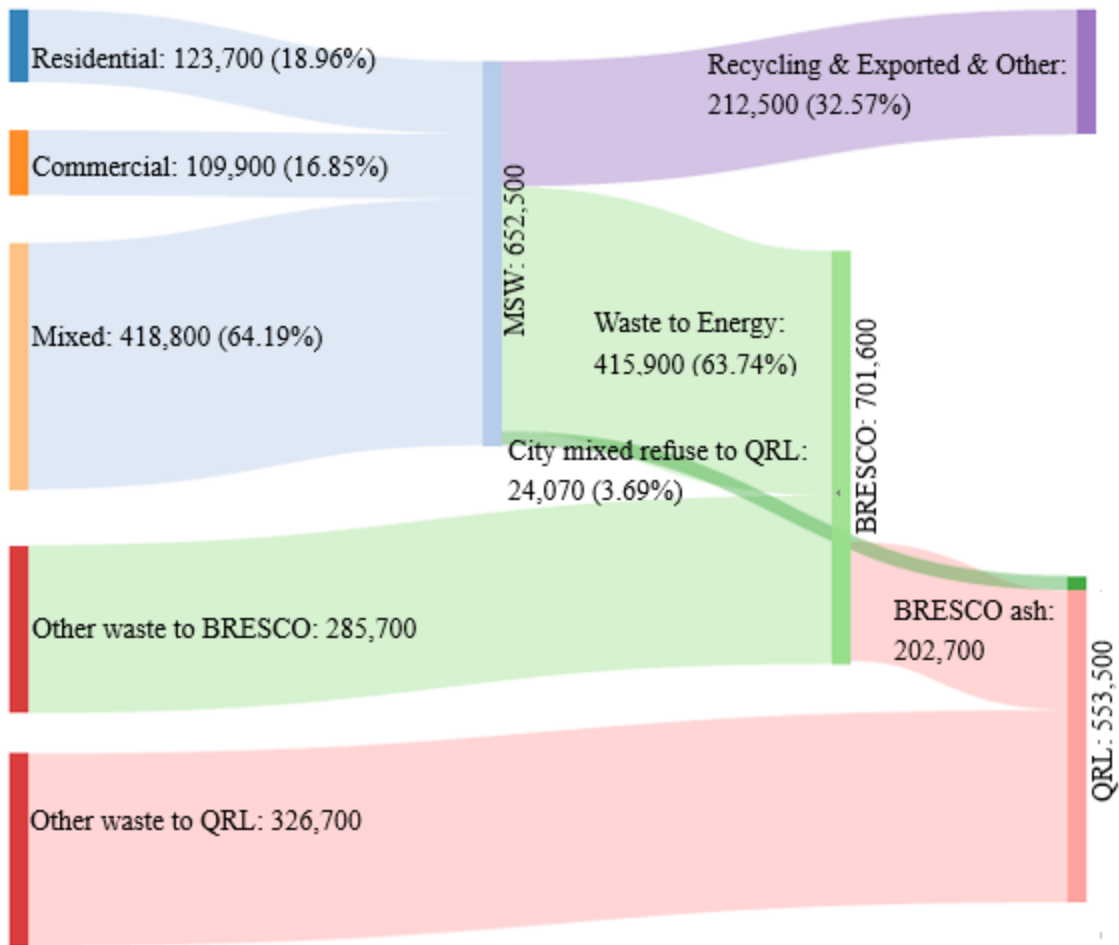 Residential: 123,700 (18.96%)
Recycling & Exported & Other:
212,500 (32.57%)
Commercial: 109,900 (16.85%)
MSW: 652,500
Mixed: 418,800 (64.19%)
Waste to Energy:
415,900 (63.74%)
BRESCO: 701,600
City mixed refuse to QRL:
24,070 (3.69%)
Other waste to BRESCO: 285,700
BRESCO ash:
202,700
QRL: 553,500
Other waste to QRL: 326,700